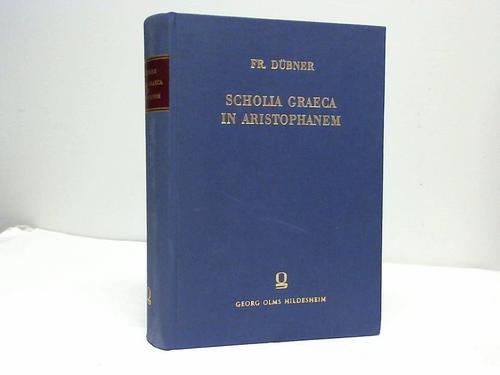 FR. DÜBNER
SCHOLIA GRAECA
IN ARISTOPHANEM
GEORG OLMS HILDESHEIM